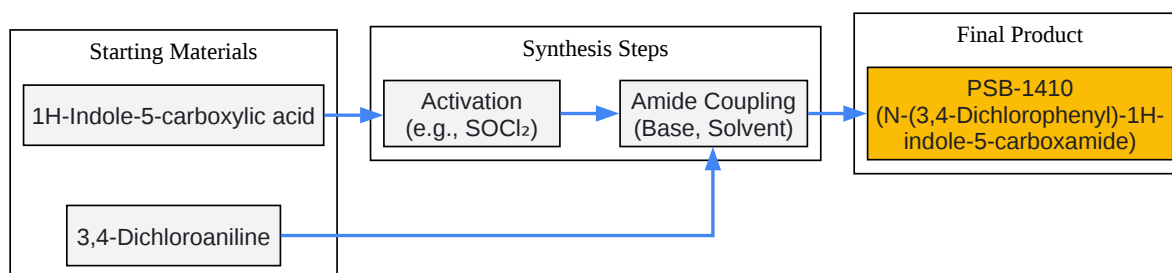 Starting Materials
1H-Indole-5-carboxylic acid
3,4-Dichloroaniline
Synthesis Steps
Activation
(e.g., SOCl₂)
Amide Coupling
(Base, Solvent)
Final Product
PSB-1410
(N-(3,4-Dichlorophenyl)-1H-
indole-5-carboxamide)